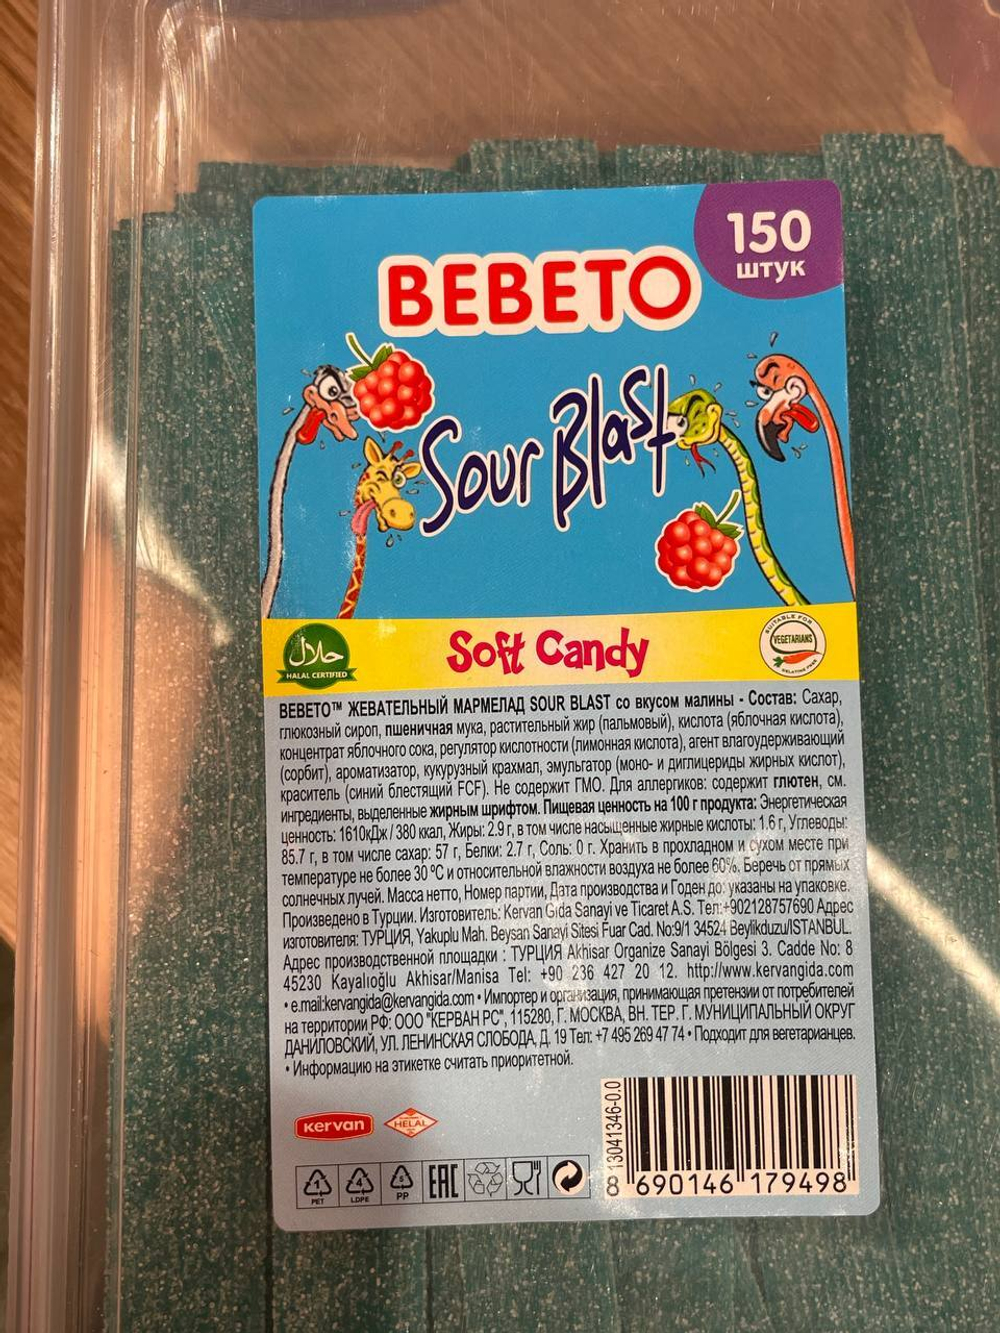 150
штук
BEBETO
Sour Blast
SUITABLE FOR
VEGETARIANS
GELATINE FREE
حلال
HALAL CERTIFIED
Soft Candy
BEBETO™ ЖЕВАТЕЛЬНЫЙ МАРМЕЛАД SOUR BLAST со вкусом малины - Состав: Сахар,
глюкозный сироп, пшеничная мука, растительный жир (пальмовый), кислота (яблочная кислота),
концентрат яблочного сока, регулятор кислотности (лимонная кислота), агент влагоудерживающий
(сорбит), ароматизатор, кукурузный крахмал, эмульгатор (моно- и диглицериды жирных кислот),
краситель (синий блестящий FCF). Не содержит ГМО. Для аллергиков: содержит глютен, см.
ингредиенты, выделенные жирным шрифтом. Пищевая ценность на 100 г продукта: Энергетическая
ценность: 1610кДж / 380 ккал, Жиры: 2.9 г, в том числе насыщенные жирные кислоты: 1.6 г, Углеводы:
85.7 г, в том числе сахар: 57 г, Белки: 2.7 г, Соль: 0 г. Хранить в прохладном и сухом месте при
температуре не более 30 ºС и относительной влажности воздуха не более 60%. Беречь от прямых
солнечных лучей. Масса нетто, Номер партии, Дата производства и Годен до: указаны на упаковке.
Произведено в Турции. Изготовитель: Kervan Gıda Sanayi ve Ticaret A.S. Тел:+902128757690 Адрес
изготовителя: ТУРЦИЯ, Yakuplu Mah. Beysan Sanayi Sitesi Fuar Cad. No:9/1 34524 Beylikduzu/ISTANBUL.
Адрес производственной площадки : ТУРЦИЯ Akhisar Organize Sanayi Bölgesi 3. Cadde No: 8
45230 Kayalıoğlu Akhisar/Manisa Tel: +90 236 427 20 12. http://www.kervangida.com
• e.mail:kervangida@kervangida.com • Импортер и организация, принимающая претензии от потребителей
на территории РФ: ООО "КЕРВАН РС", 115280, Г. МОСКВА, ВН. ТЕР. Г. МУНИЦИПАЛЬНЫЙ ОКРУГ
ДАНИЛОВСКИЙ, УЛ. ЛЕНИНСКАЯ СЛОБОДА, Д. 19 Тел: +7 495 269 47 74 • Подходит для вегетарианцев.
• Информацию на этикетке считать приоритетной.
kervan
HELAL
13041346-0.0
1
PET
4
LDPE
5
PP
EAC
8 690146 179498